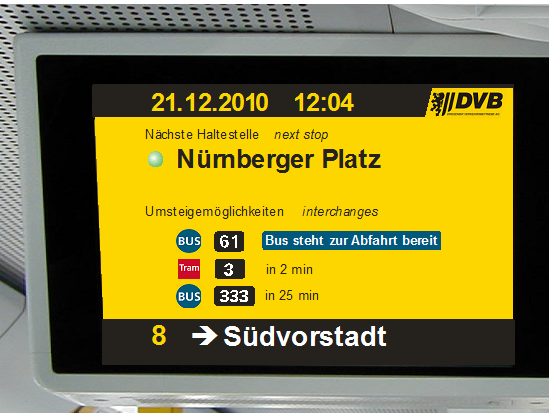 21.12.2010 12:04 DVB
Nächste Haltestelle next stop
Nürnberger Platz
Umsteigemöglichkeiten interchanges
BUS 61 Bus steht zur Abfahrt bereit
Tram 3 in 2 min
BUS 333 in 25 min
8 ➔ Südvorstadt